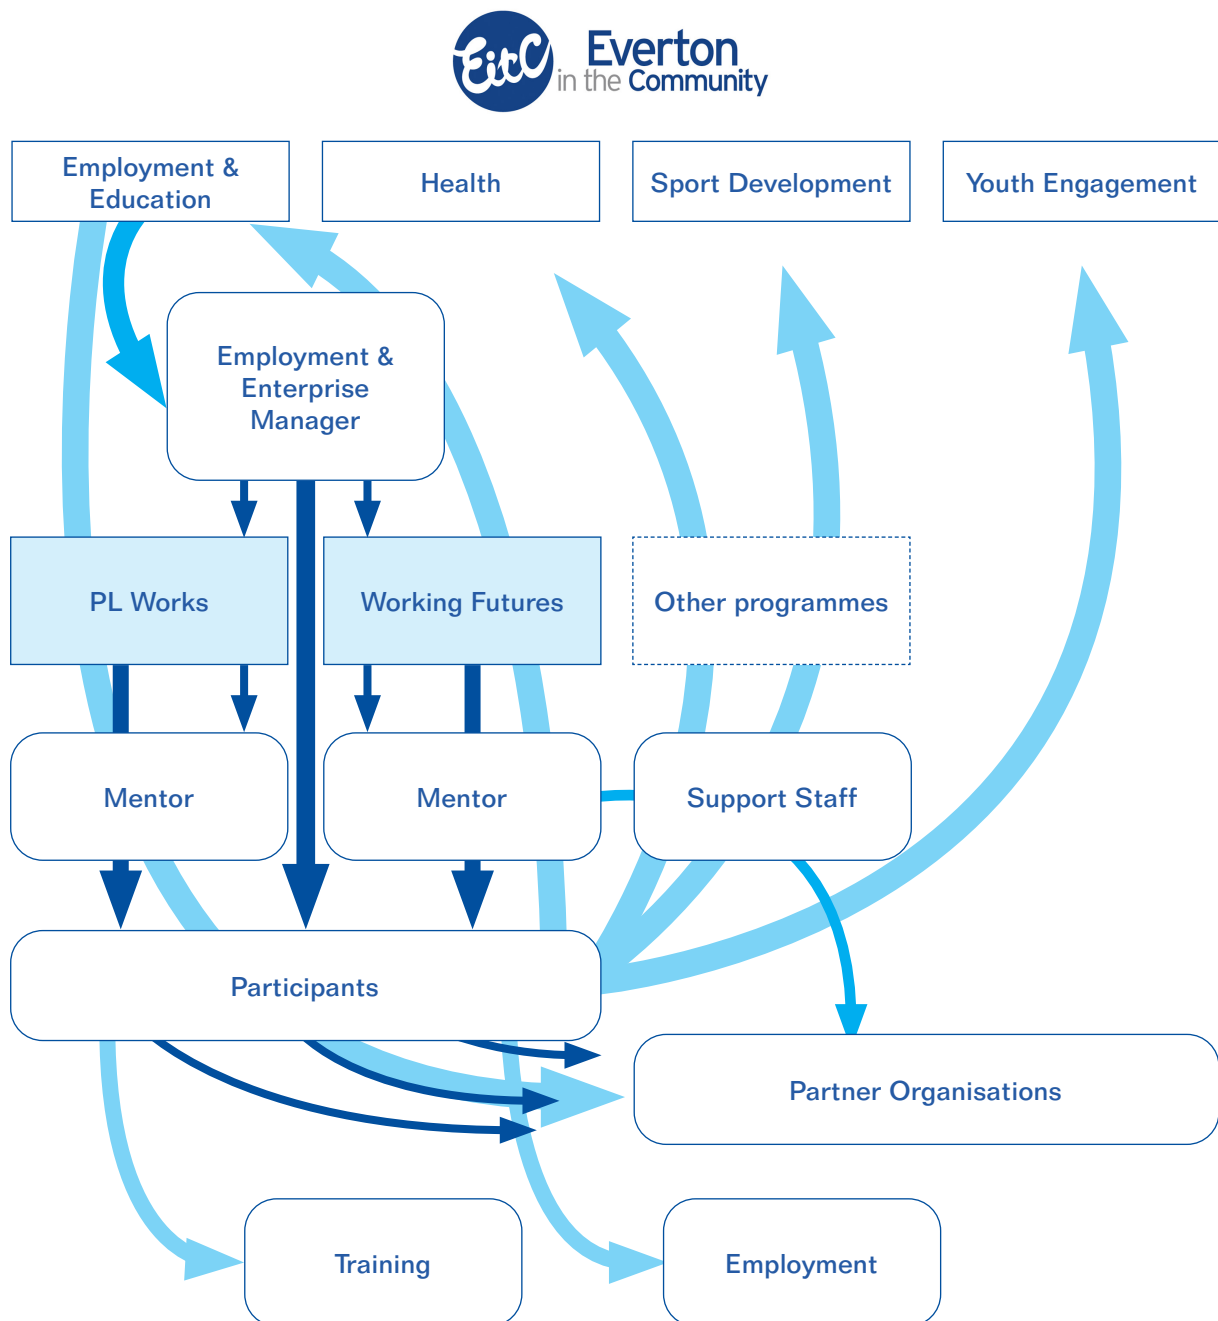 EitC
Everton
in the Community
Employment &
Education
Health
Sport Development
Youth Engagement
Employment &
Enterprise
Manager
PL Works
Working Futures
Other programmes
Mentor
Mentor
Support Staff
Participants
Partner Organisations
Training
Employment